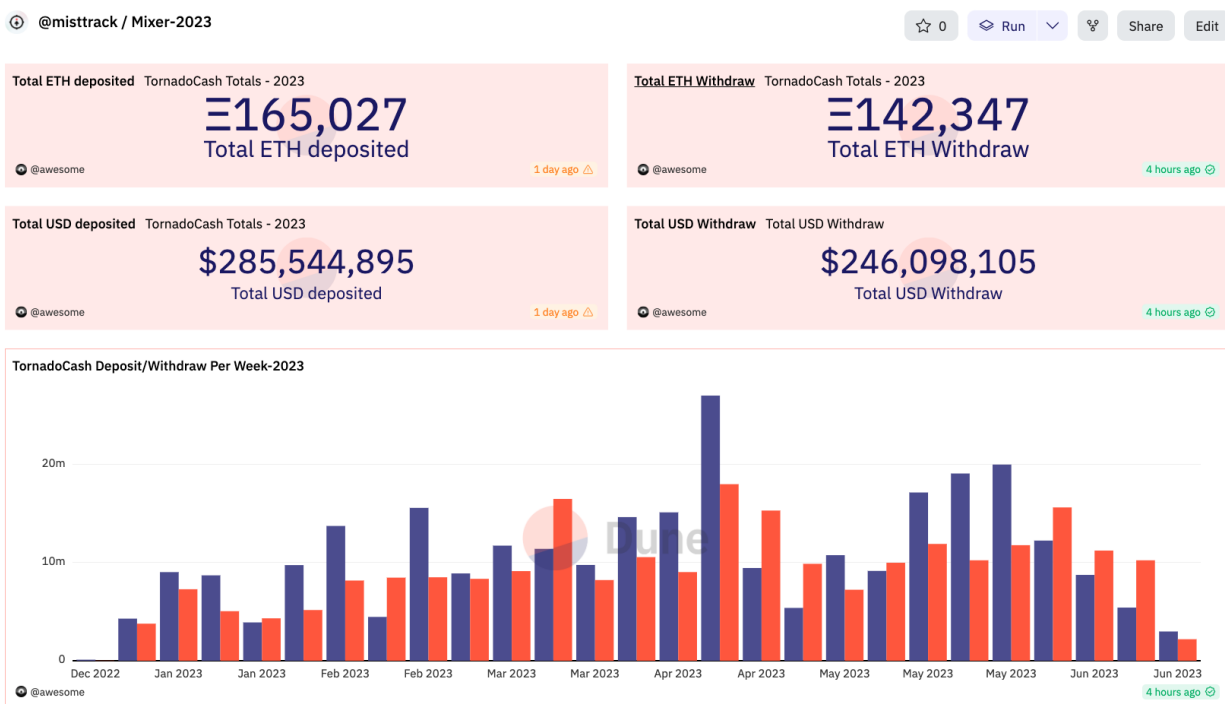 @misttrack / Mixer-2023
0
Run
Share
Edit
Total ETH deposited TornadoCash Totals - 2023
Ξ165,027
Total ETH deposited
@awesome
1 day ago
Total ETH Withdraw TornadoCash Totals - 2023
Ξ142,347
Total ETH Withdraw
@awesome
4 hours ago
Total USD deposited TornadoCash Totals - 2023
$285,544,895
Total USD deposited
@awesome
1 day ago
Total USD Withdraw Total USD Withdraw
$246,098,105
Total USD Withdraw
@awesome
4 hours ago
TornadoCash Deposit/Withdraw Per Week-2023
20m
10m
0
Dune
Dec 2022 Jan 2023 Jan 2023 Feb 2023 Feb 2023 Mar 2023 Mar 2023 Apr 2023 Apr 2023 May 2023 May 2023 May 2023 Jun 2023 Jun 2023
@awesome
4 hours ago